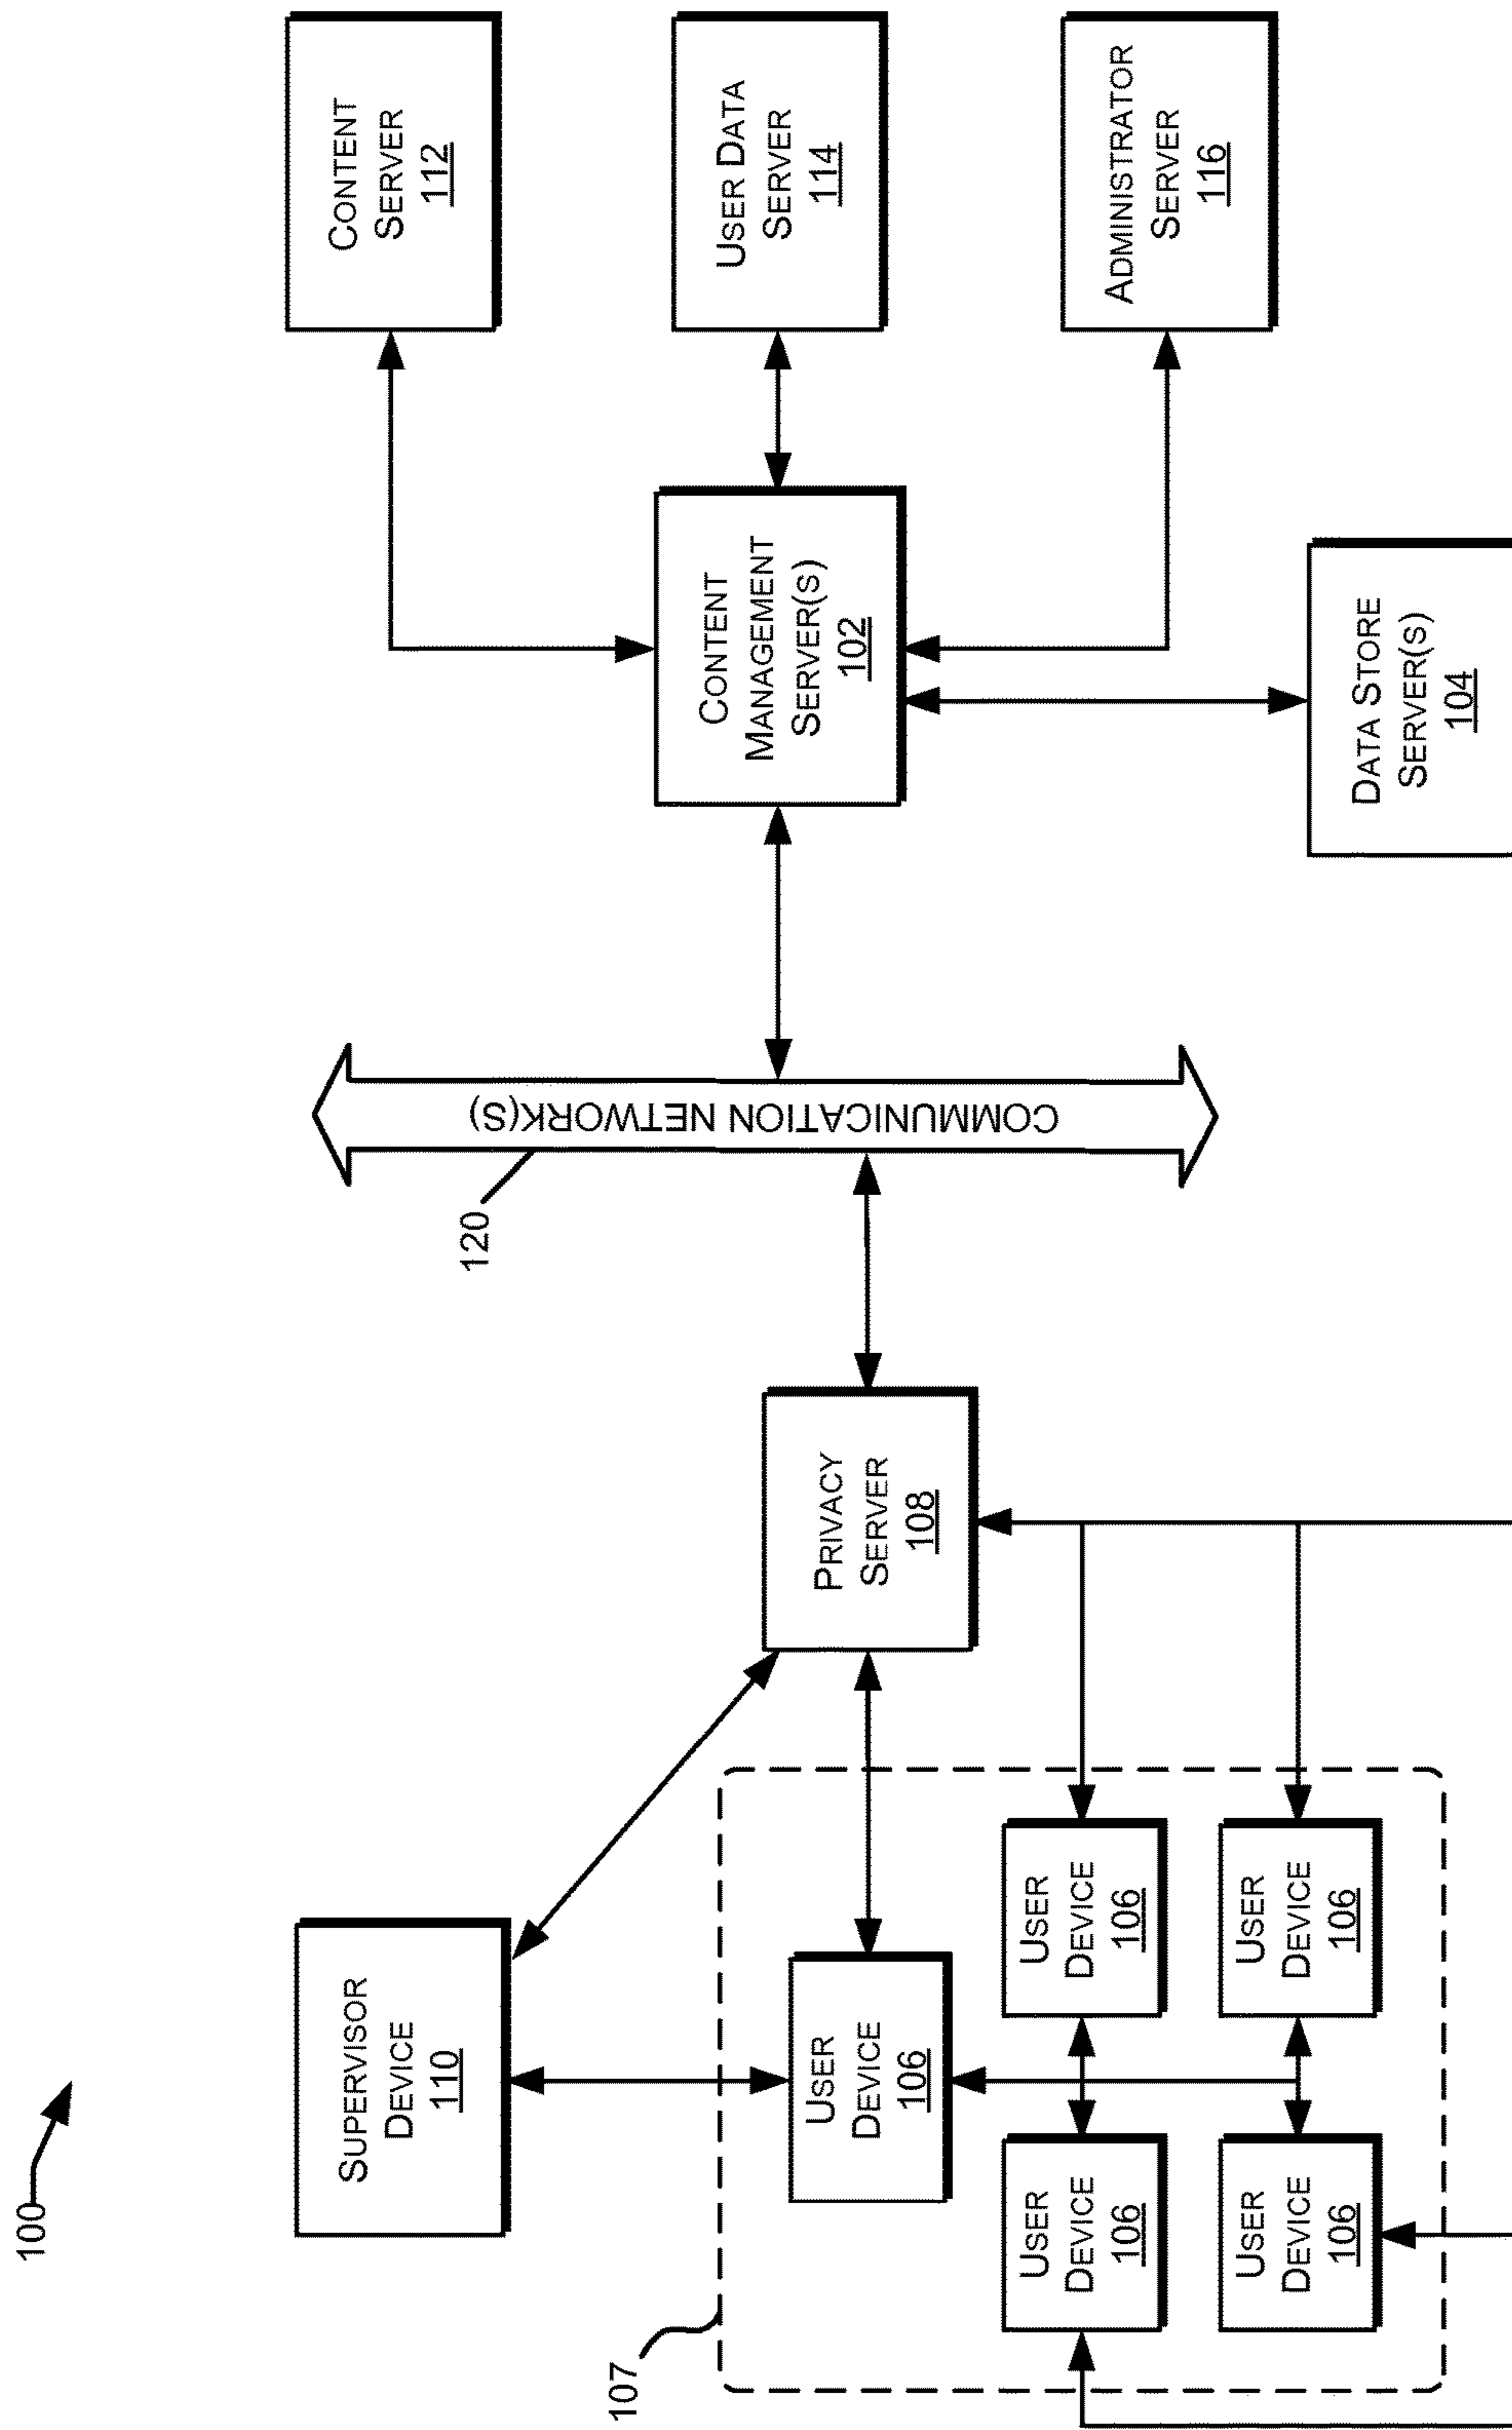 100
SUPERVISOR
DEVICE
110
107
USER
DEVICE
106
USER
DEVICE
106
USER
DEVICE
106
USER
DEVICE
106
USER
DEVICE
106
PRIVACY
SERVER
108
120
COMMUNICATION NETWORK(S)
CONTENT
MANAGEMENT
SERVER(S)
102
CONTENT
SERVER
112
USER DATA
SERVER
114
ADMINISTRATOR
SERVER
116
DATA STORE
SERVER(S)
104